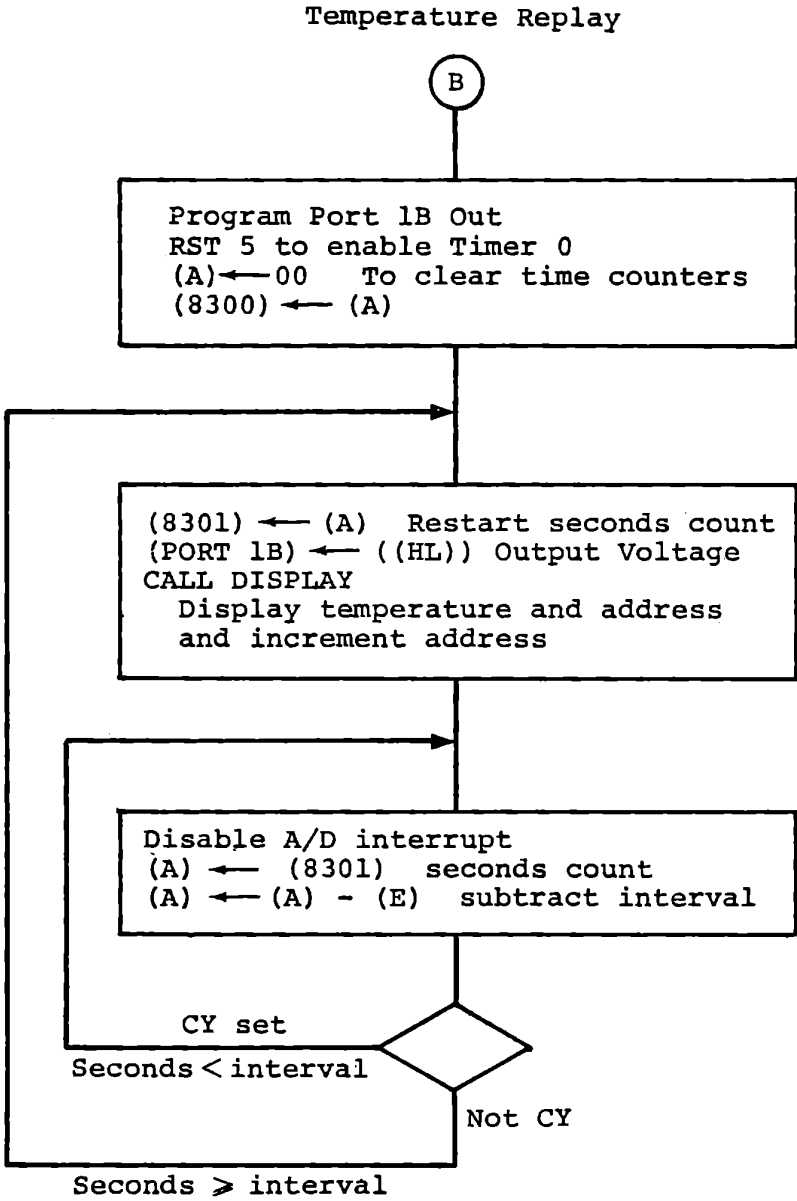 Temperature Replay
B
Program Port 1B Out
RST 5 to enable Timer 0
(A)←00 To clear time counters
(8300) ← (A)
(8301) ← (A) Restart seconds count
(PORT 1B) ← ((HL)) Output Voltage
CALL DISPLAY
Display temperature and address
and increment address
Disable A/D interrupt
(A) ← (8301) seconds count
(A) ← (A) - (E) subtract interval
CY set
Seconds < interval
Not CY
Seconds ⩾ interval